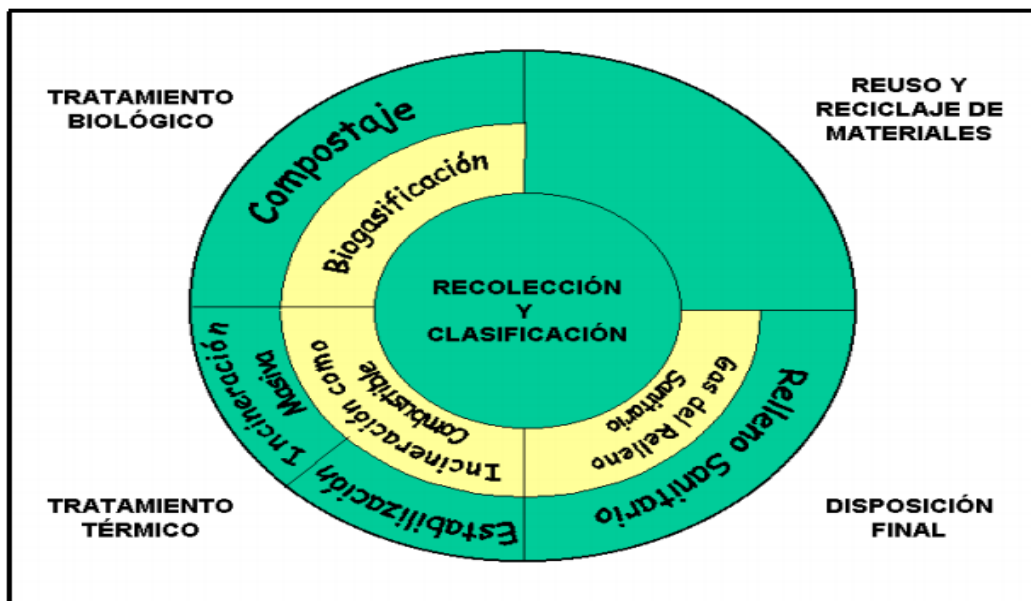 TRATAMIENTO
BIOLÓGICO
REUSO Y
RECICLAJE DE
MATERIALES
Compostaje
Biogasificación
RECOLECCIÓN
Y
CLASIFICACIÓN
Incineración
Masiva
Incineración como
Combustible
Estabilización
Gas del Relleno
Sanitario
Relleno Sanitario
TRATAMIENTO
TÉRMICO
DISPOSICIÓN
FINAL